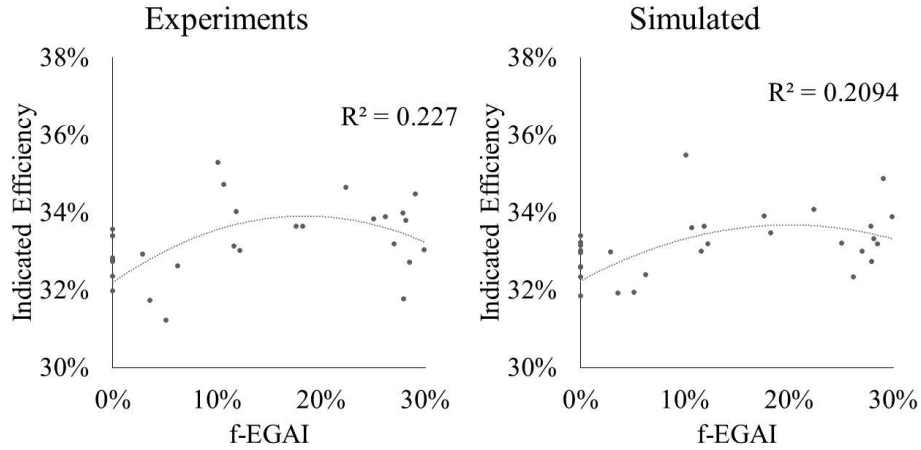 Experiments
38%
36%
34%
32%
30%
Indicated Efficiency
R² = 0.227
0% 10% 20% 30%
f-EGAI
Simulated
38%
36%
34%
32%
30%
Indicated Efficiency
R² = 0.2094
0% 10% 20% 30%
f-EGAI